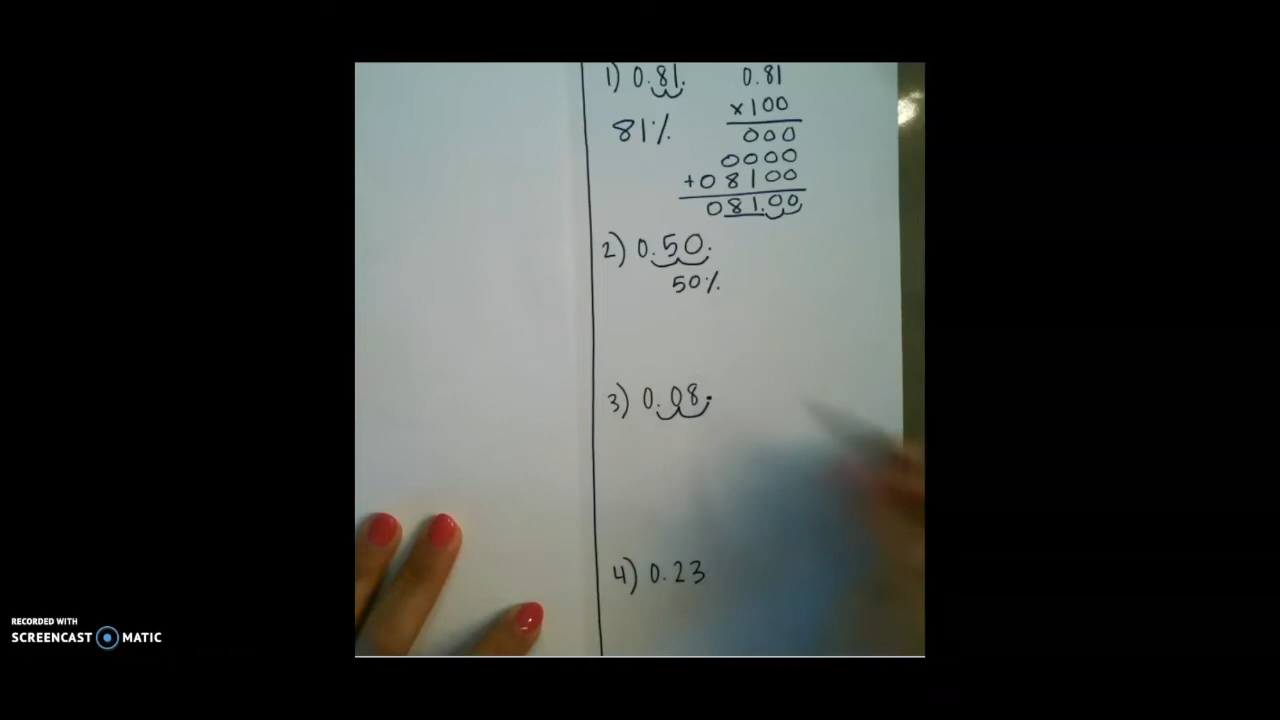 1) 0.81. 0.81
81% x100
000
0000
+08100
081.00
2) 0.50.
50%
3) 0.08.
4) 0.23
RECORDED WITH
SCREENCAST MATIC